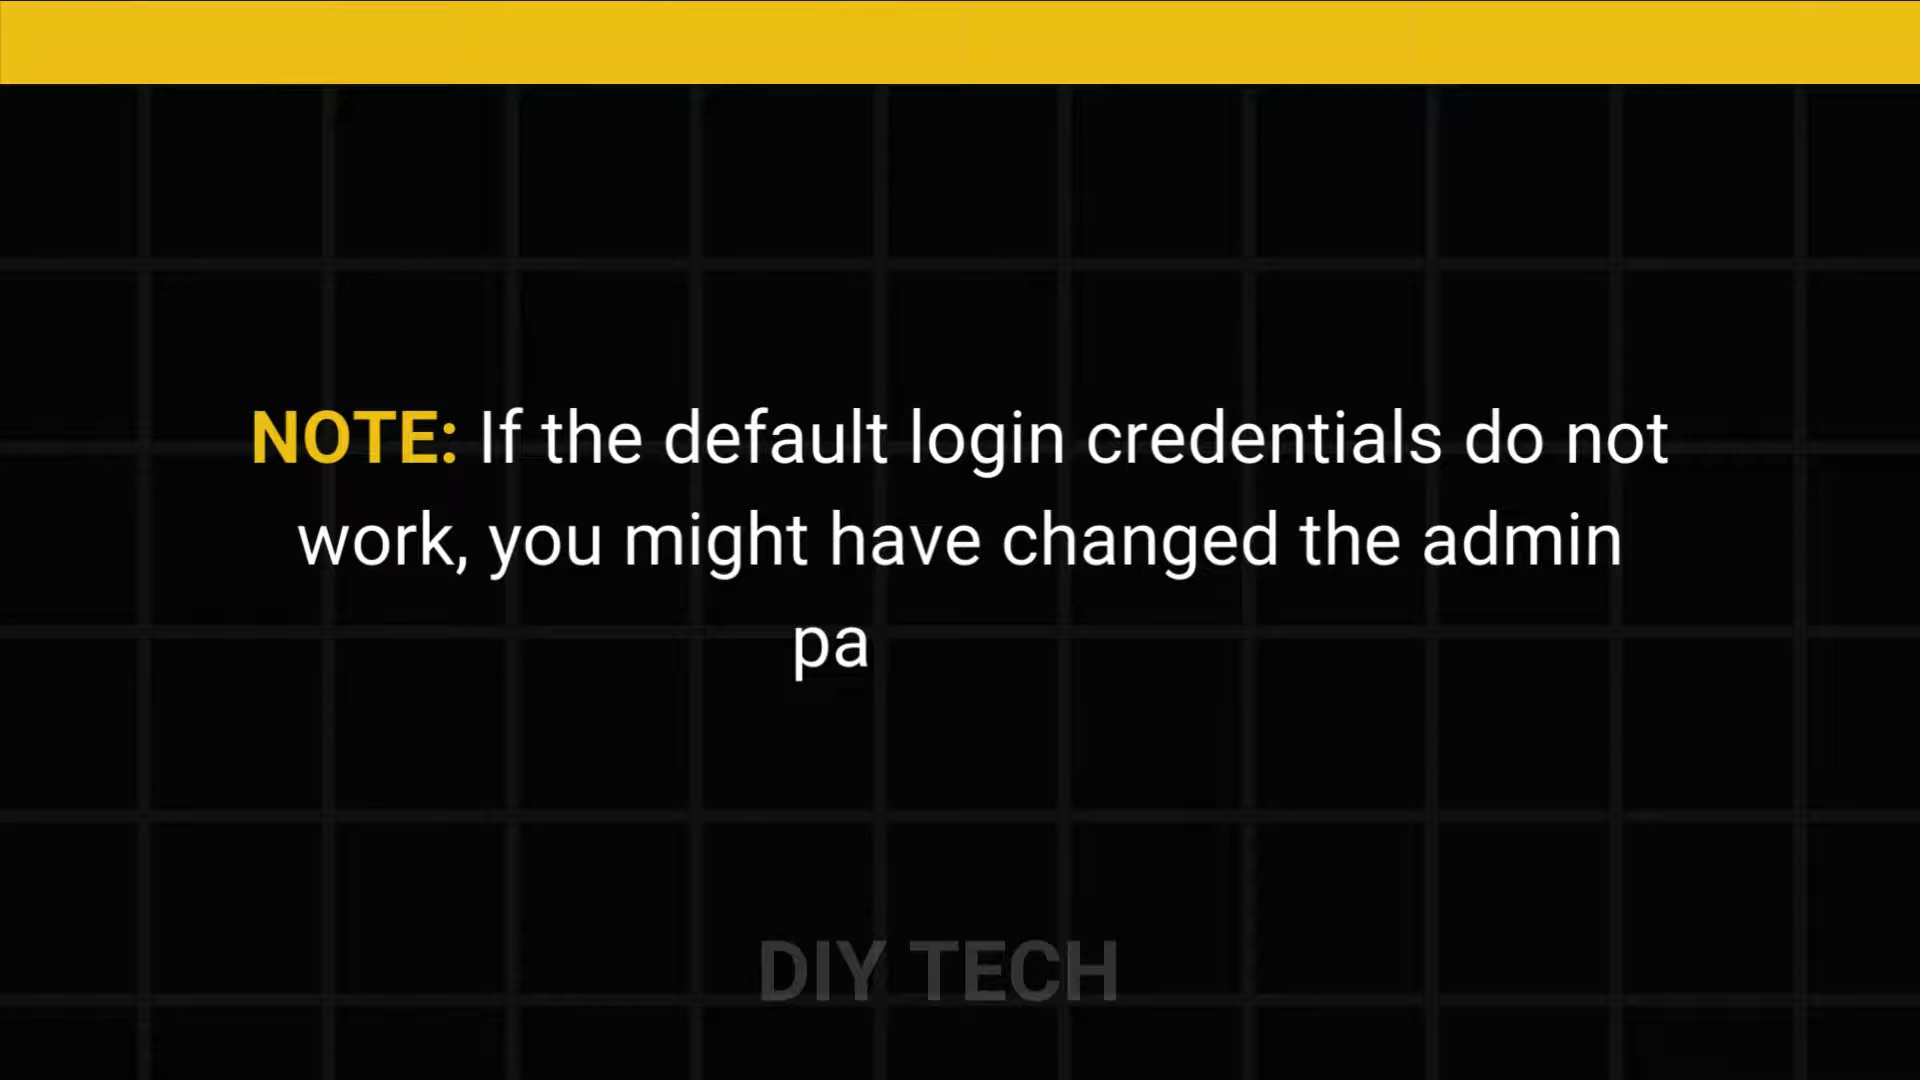 NOTE: If the default login credentials do not
work, you might have changed the admin
pa
DIY TECH